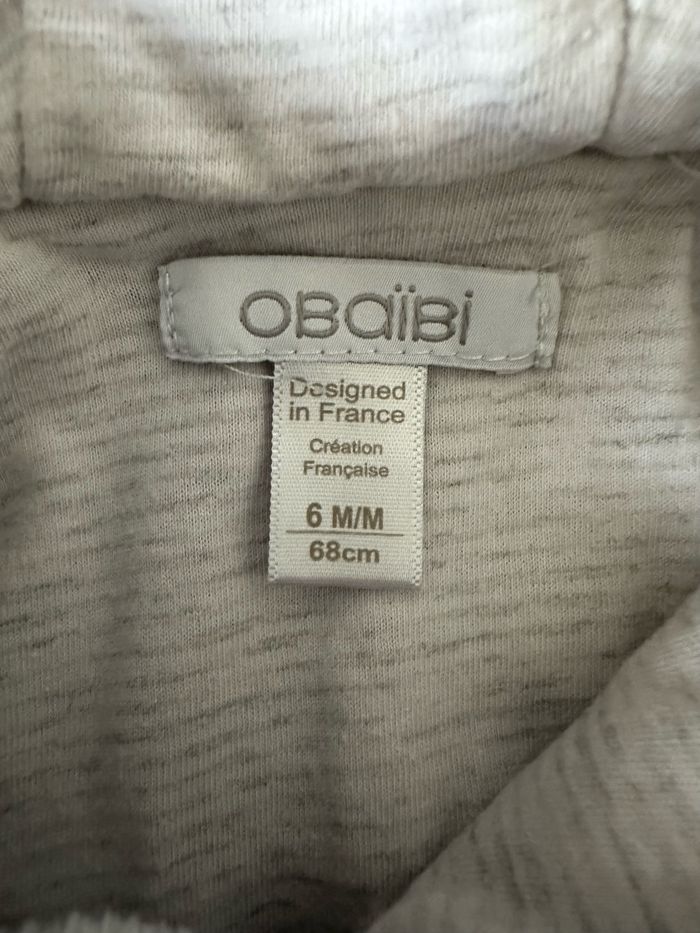 OBaïBi
Designed
in France
Création
Française
6 M/M
68cm